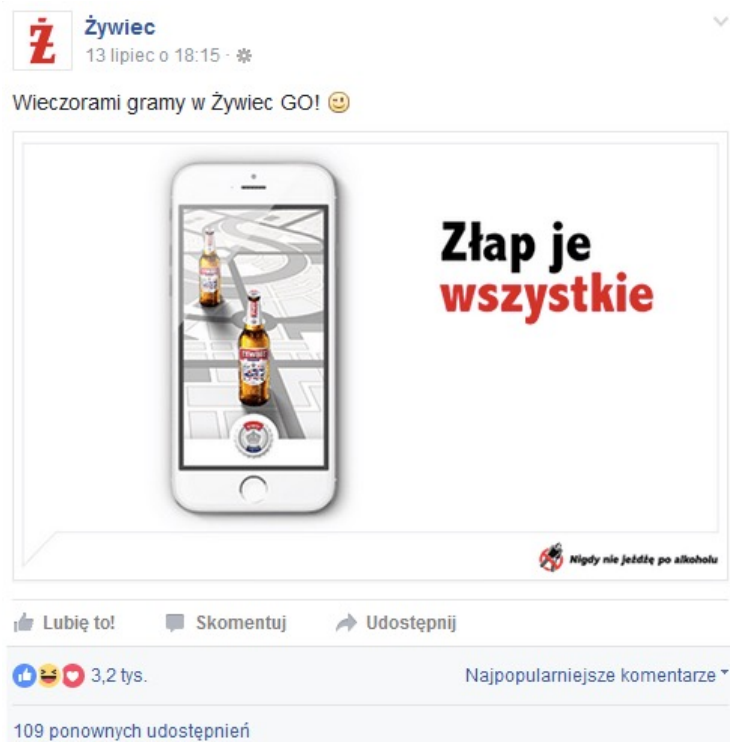 Ż
Żywiec
13 lipiec o 18:15 ·
Wieczorami gramy w Żywiec GO!
Złap je
wszystkie
ŻYWIEC
Nigdy nie jeżdżę po alkoholu
Lubię to!
Skomentuj
Udostępnij
3,2 tys.
Najpopularniejsze komentarze
109 ponownych udostępnień